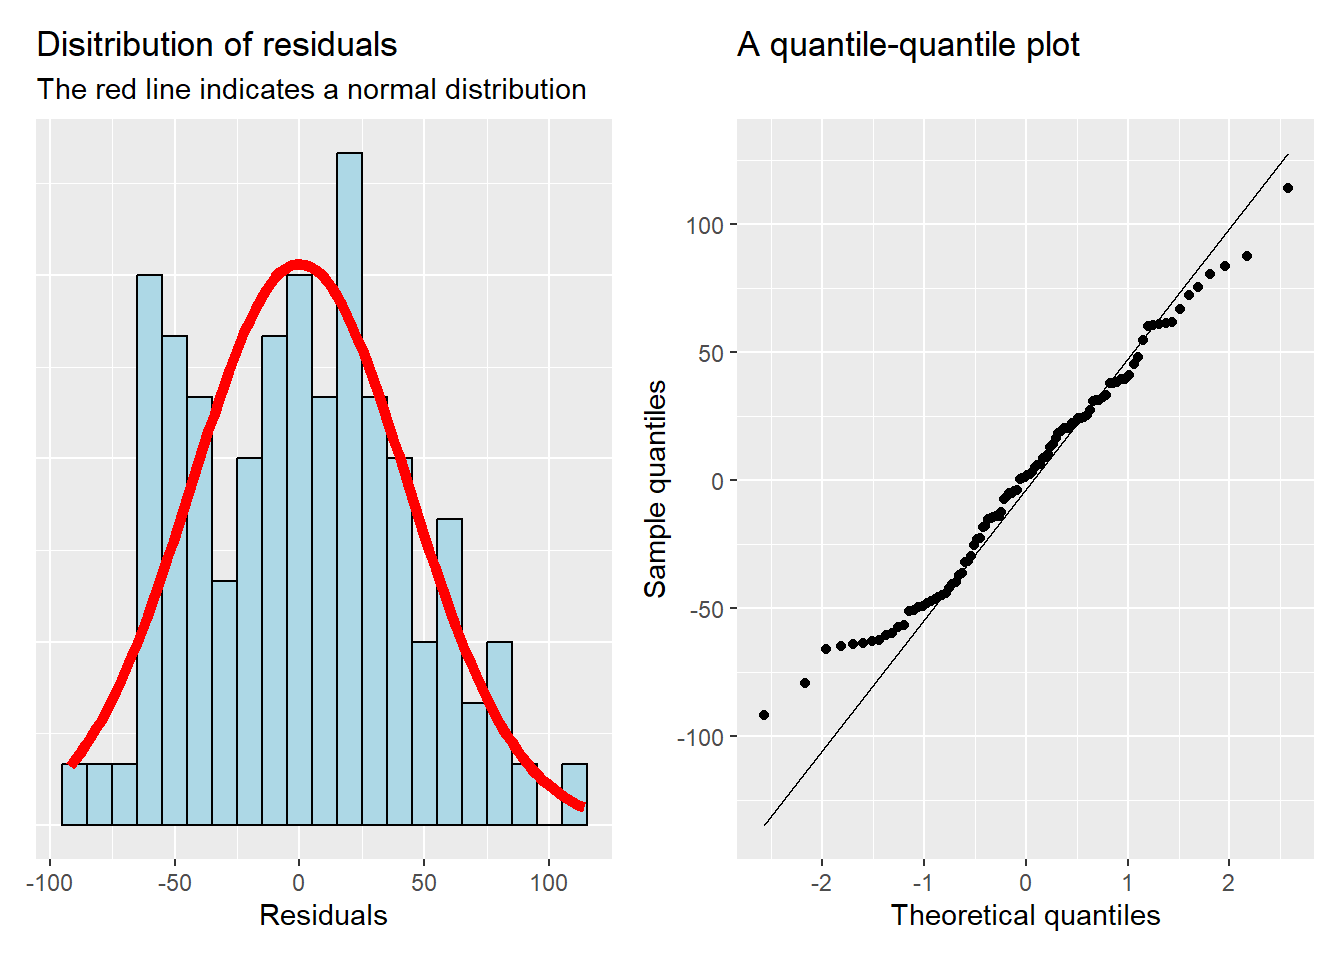 Disitribution of residuals
The red line indicates a normal distribution
-100 -50 0 50 100
Residuals
A quantile-quantile plot
Sample quantiles
100
50
0
-50
-100
-2 -1 0 1 2
Theoretical quantiles